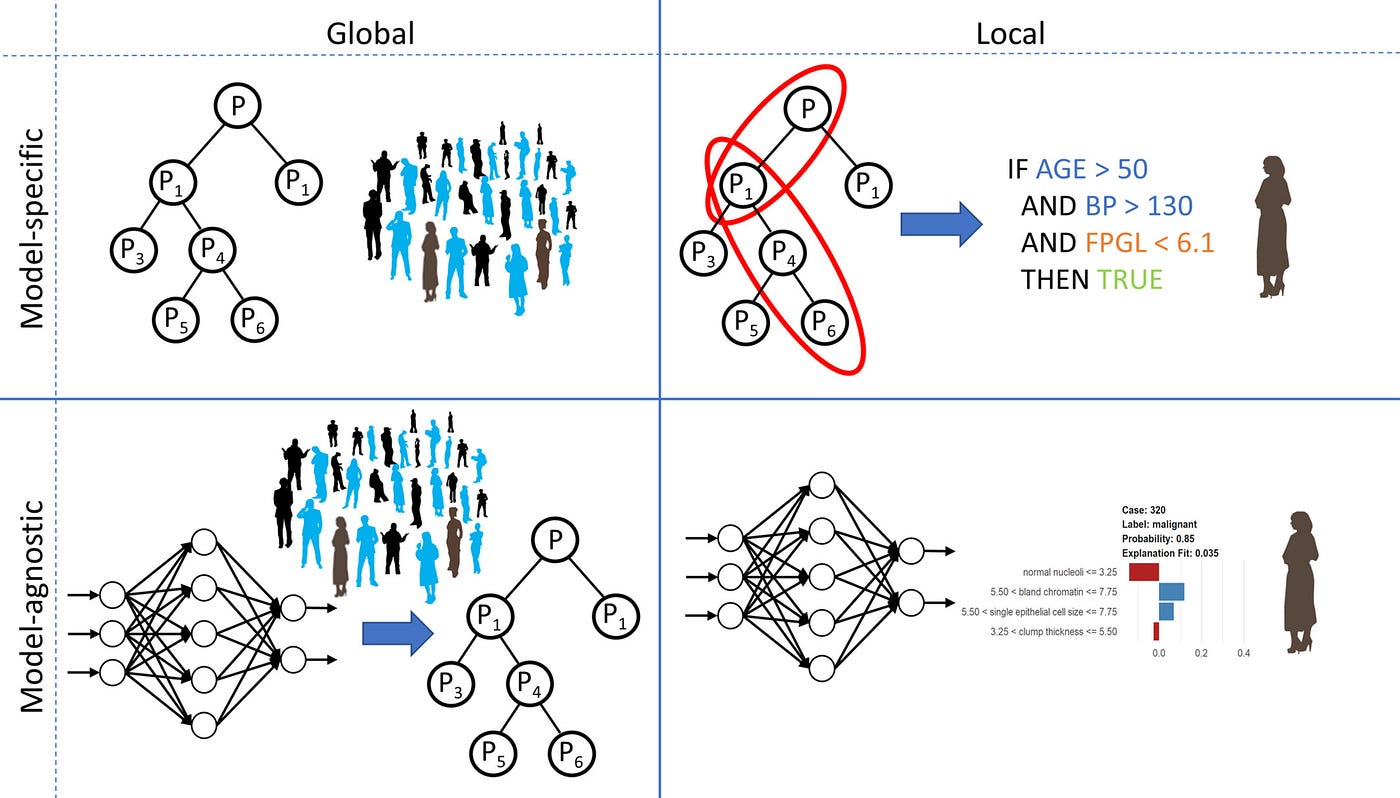 Global
Local
Model-specific
P
P1
P1
P3
P4
P5
P6
P
P1
P1
P3
P4
P5
P6
IF AGE > 50
AND BP > 130
AND FPGL < 6.1
THEN TRUE
Model-agnostic
P
P1
P1
P3
P4
P5
P6
Case: 320
Label: malignant
Probability: 0.85
Explanation Fit: 0.035
normal nucleoli <= 3.25
5.50 < bland chromatin <= 7.75
5.50 < single epithelial cell size <= 7.75
3.25 < clump thickness <= 5.50
0.0 0.2 0.4